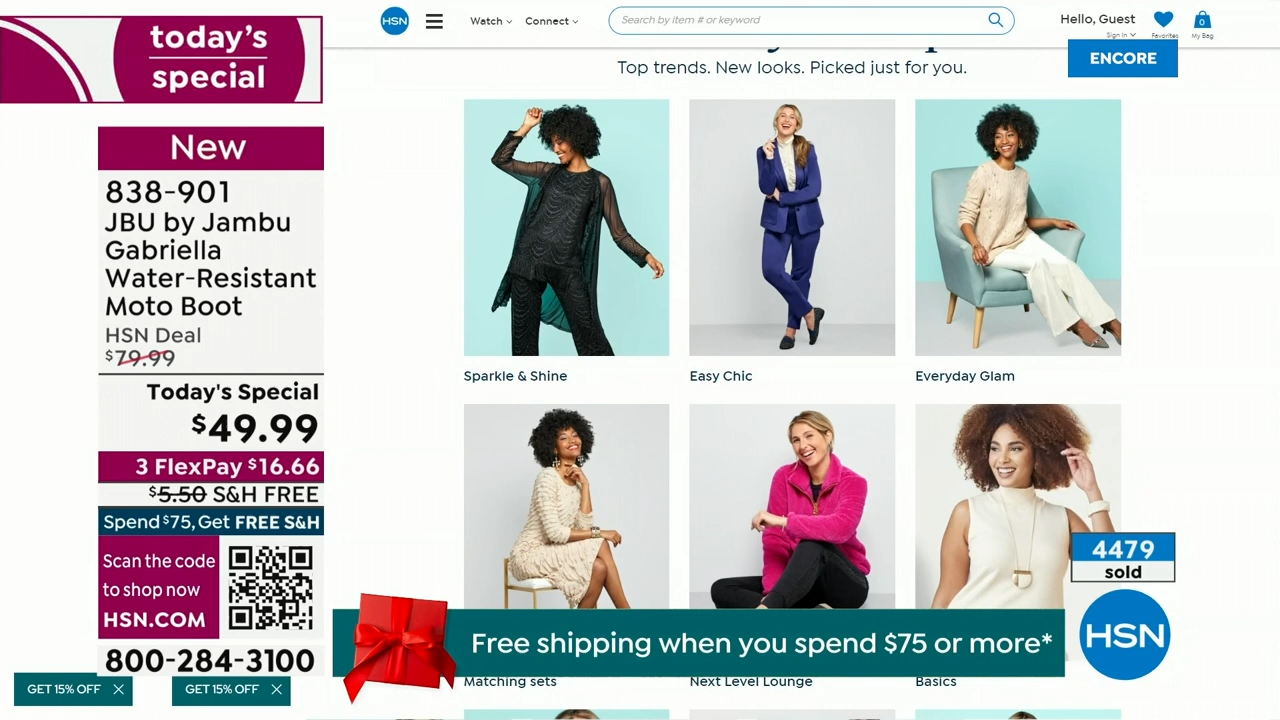 today's
special
New
838-901
JBU by Jambu
Gabriella
Water-Resistant
Moto Boot
HSN Deal
$79.99
Today's Special
$49.99
3 FlexPay $16.66
$5.50 S&H FREE
Spend $75, Get FREE S&H
Scan the code
to shop now
HSN.COM
800-284-3100
GET 15% OFF
GET 15% OFF
HSN
Watch
Connect
Search by item # or keyword
Hello, Guest
Sign In
Favorites
0
My Bag
ENCORE
Top trends. New looks. Picked just for you.
Sparkle & Shine
Easy Chic
Everyday Glam
4479
sold
Free shipping when you spend $75 or more*
HSN
Matching sets
Next Level Lounge
Basics